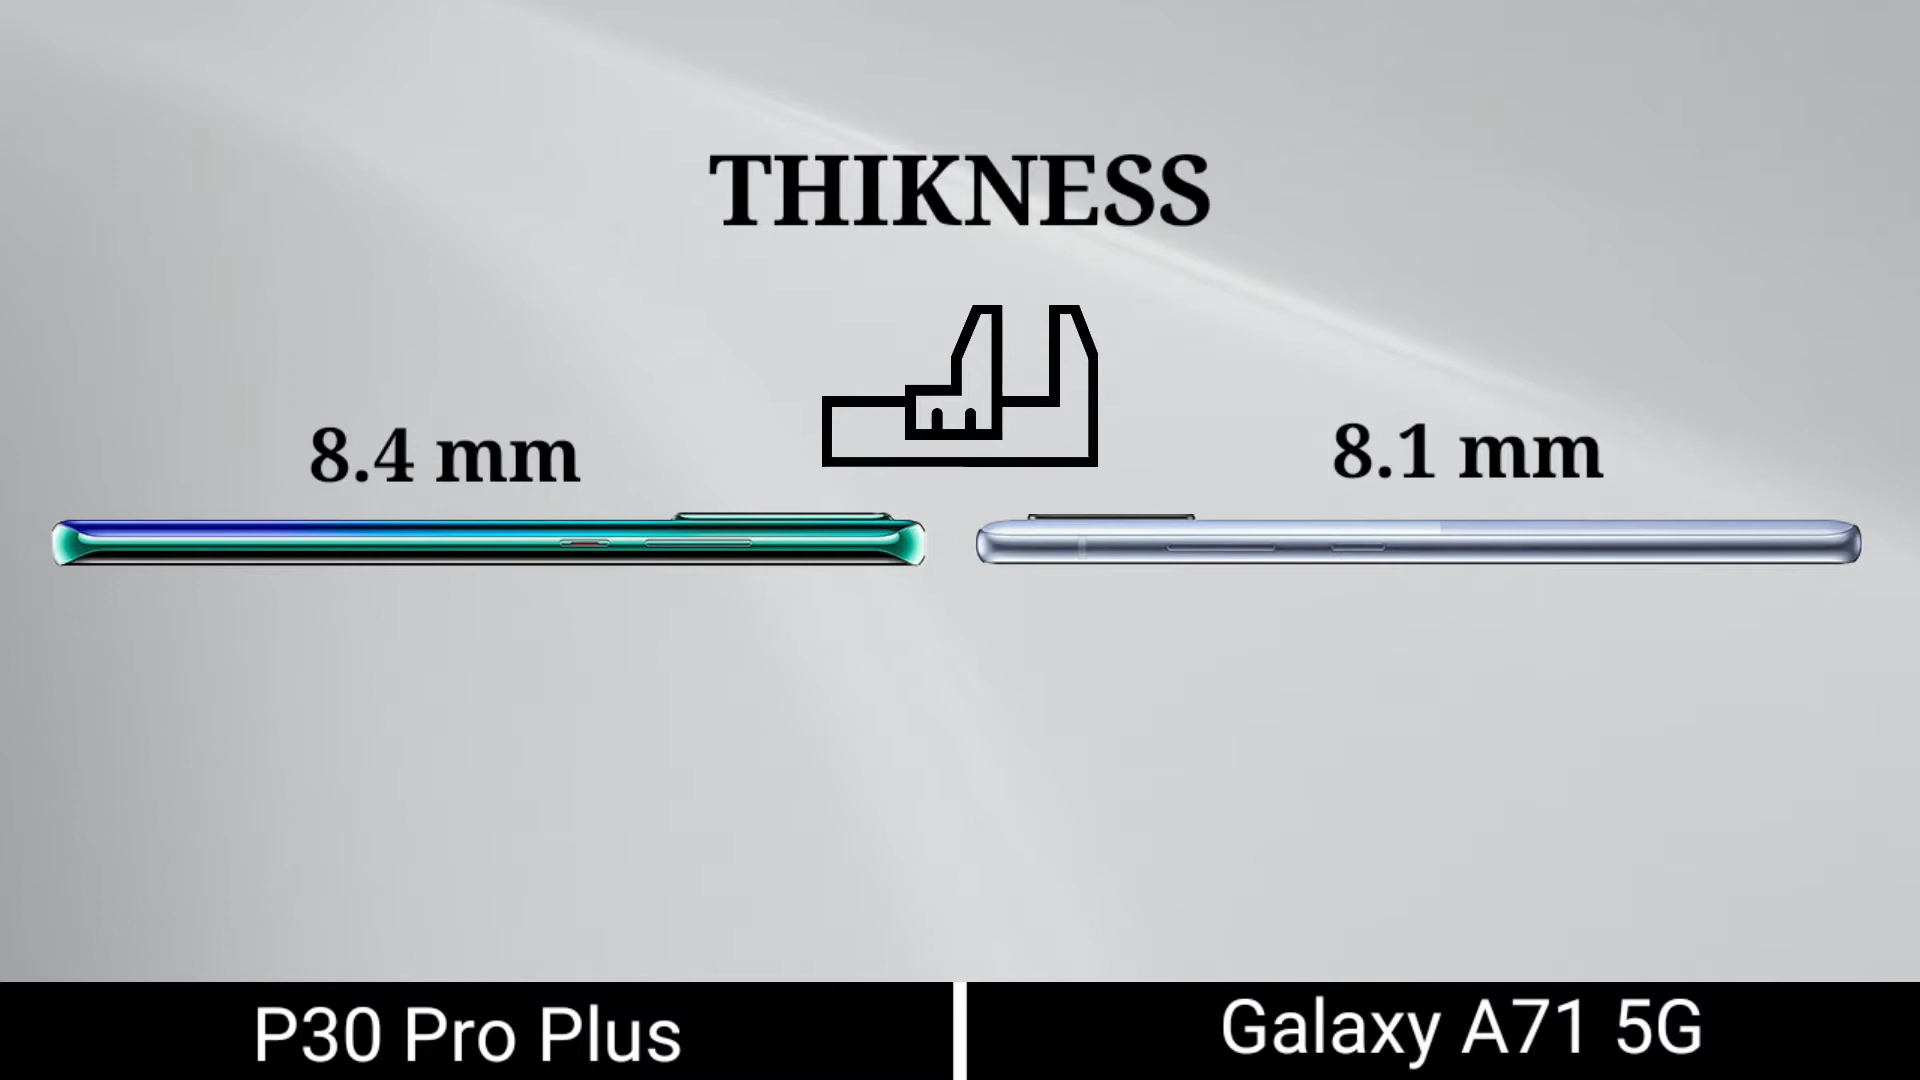 THIKNESS
8.4 mm
8.1 mm
P30 Pro Plus
Galaxy A71 5G